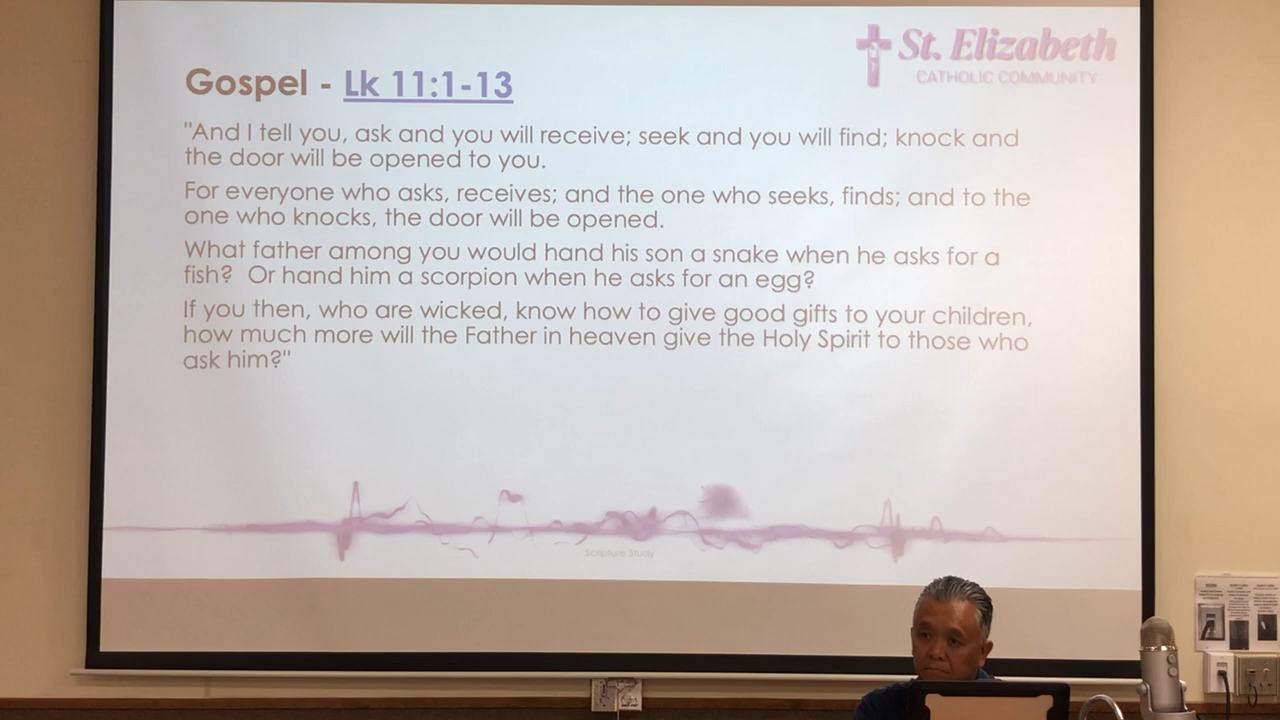 St. Elizabeth
CATHOLIC COMMUNITY
Gospel - Lk 11:1-13
"And I tell you, ask and you will receive; seek and you will find; knock and
the door will be opened to you.
For everyone who asks, receives; and the one who seeks, finds; and to the
one who knocks, the door will be opened.
What father among you would hand his son a snake when he asks for a
fish? Or hand him a scorpion when he asks for an egg?
If you then, who are wicked, know how to give good gifts to your children,
how much more will the Father in heaven give the Holy Spirit to those who
ask him?"
Scripture Study